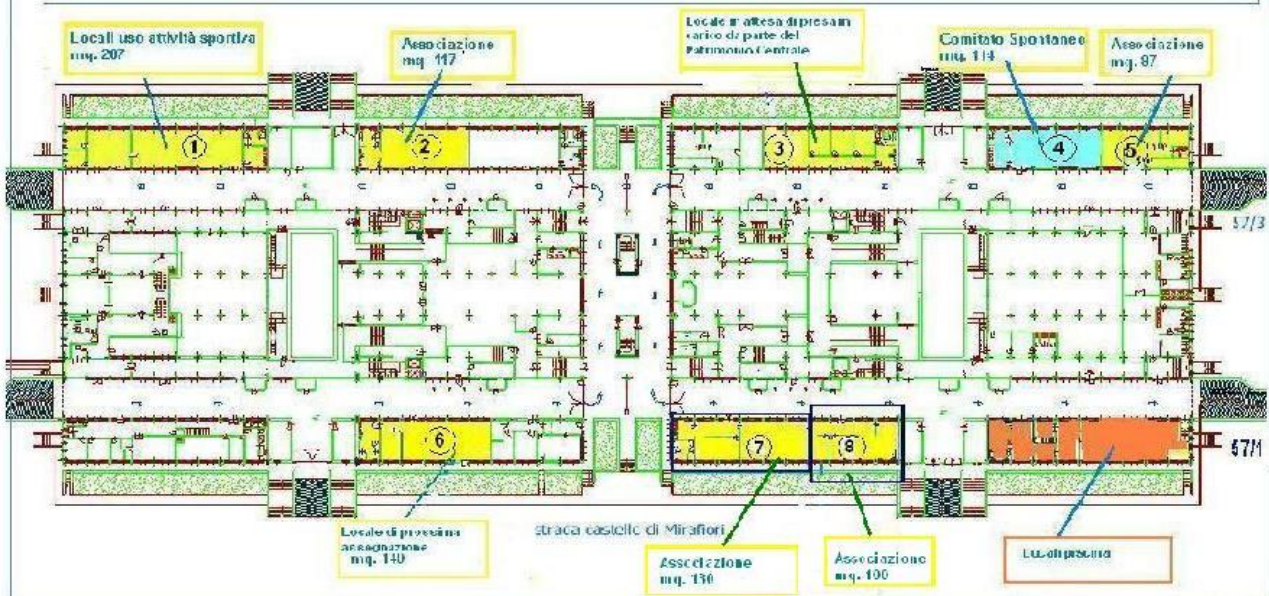 Locali uso attività sportiva
mq. 207
Associazione
mq. 117
Locale in attesa di presa in
carico da parte del
Patrimonio Centrale
Comitato Spontaneo
mq. 114
Associazione
mq. 87
1
2
3
4
5
57/3
6
7
8
57/1
strada castello di Mirafiori
Locale di prossima
assegnazione
mq. 140
Associazione
mq. 130
Associazione
mq. 100
Locali piscina